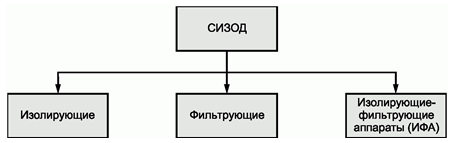 СИЗОД
Изолирующие
Фильтрующие
Изолирующие-
фильтрующие
аппараты (ИФА)